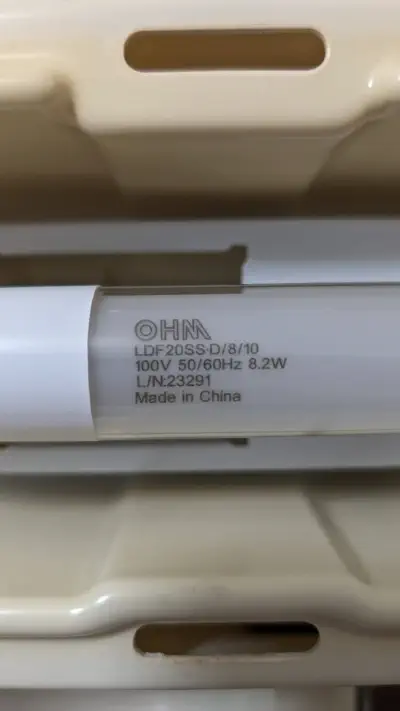 OHM
LDF20SS·D/8/10
100V 50/60Hz 8.2W
L/N:23291
Made in China